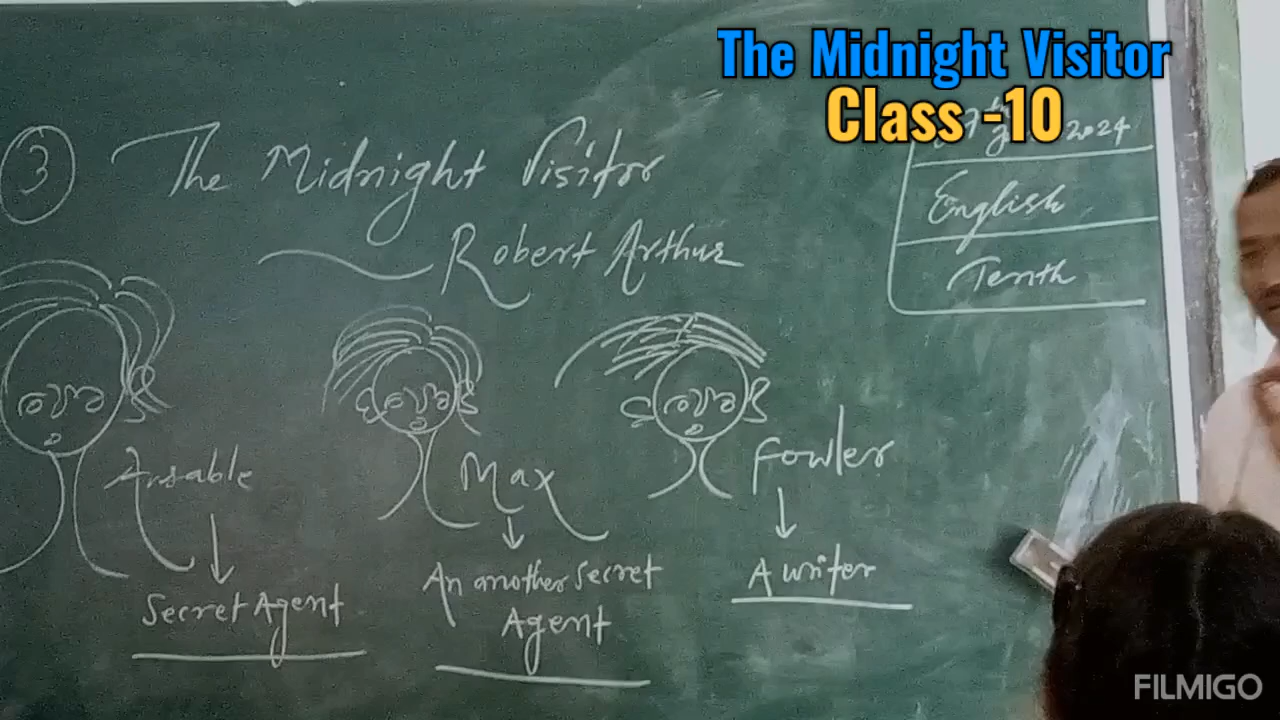 The Midnight Visitor
Class -10
2024
English
Tenth
3
The Midnight Visitor
Robert Arthur
Ausable
Secret Agent
Max
An another secret
Agent
Fowler
A writer
FILMIGO